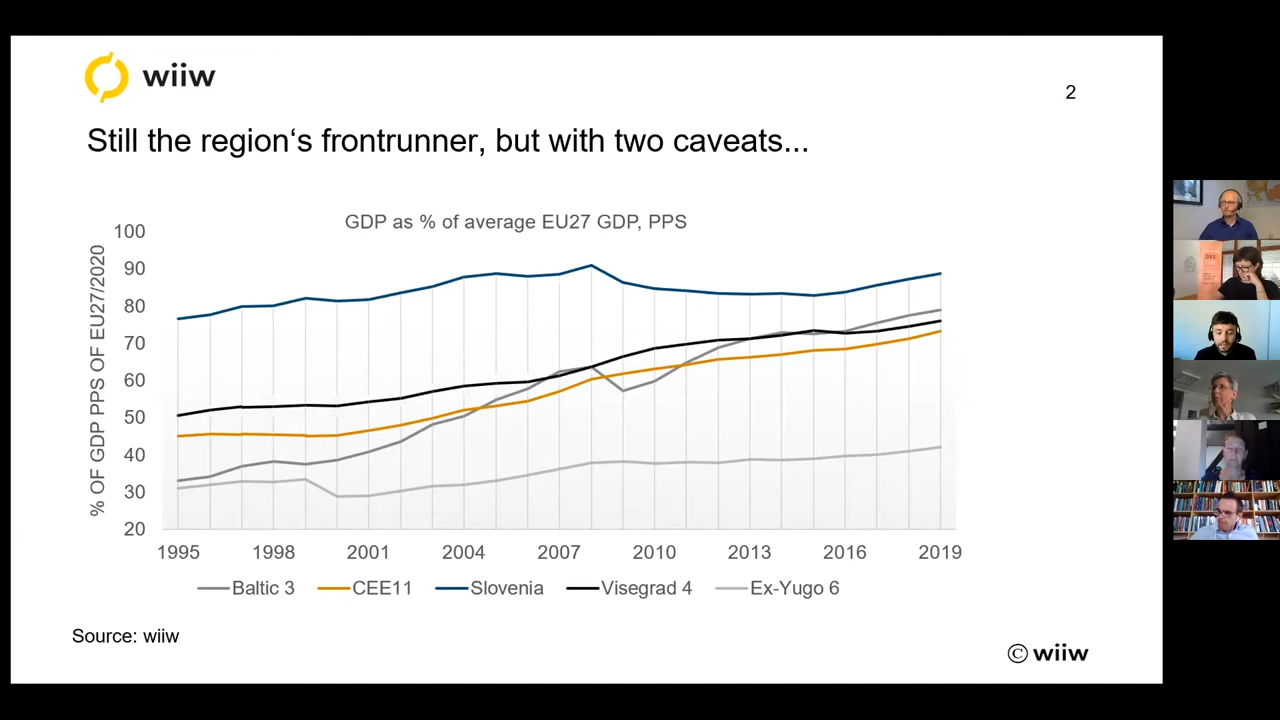 wiiw
2
Still the region‘s frontrunner, but with two caveats...
GDP as % of average EU27 GDP, PPS
% OF GDP PPS OF EU27/2020
100
90
80
70
60
50
40
30
20
1995 1998 2001 2004 2007 2010 2013 2016 2019
Baltic 3 CEE11 Slovenia Visegrad 4 Ex-Yugo 6
Source: wiiw
© wiiw